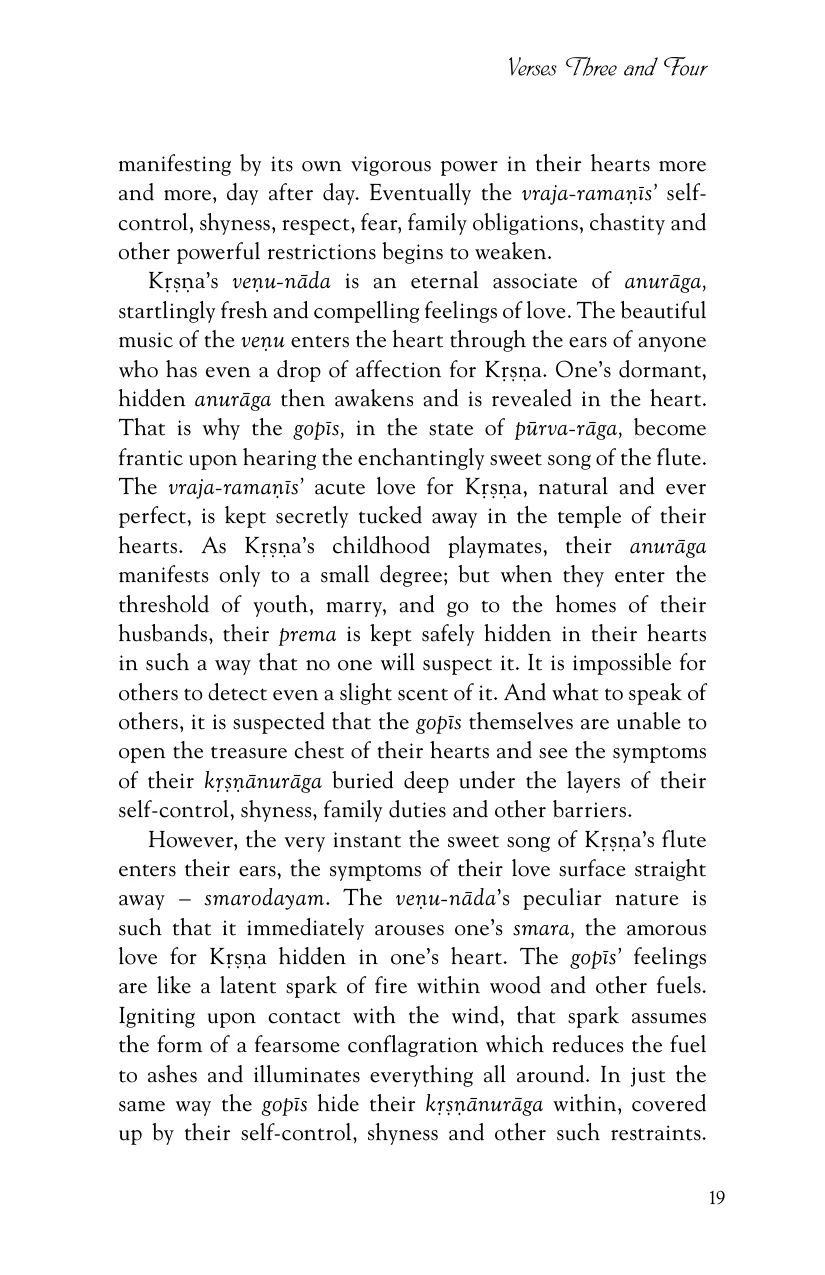 Verses Three and Four
manifesting by its own vigorous power in their hearts more
and more, day after day. Eventually the vraja-ramaṇīs’ self-
control, shyness, respect, fear, family obligations, chastity and
other powerful restrictions begins to weaken.
Kṛṣṇa’s veṇu-nāda is an eternal associate of anurāga,
startlingly fresh and compelling feelings of love. The beautiful
music of the veṇu enters the heart through the ears of anyone
who has even a drop of affection for Kṛṣṇa. One’s dormant,
hidden anurāga then awakens and is revealed in the heart.
That is why the gopīs, in the state of pūrva-rāga, become
frantic upon hearing the enchantingly sweet song of the flute.
The vraja-ramaṇīs’ acute love for Kṛṣṇa, natural and ever
perfect, is kept secretly tucked away in the temple of their
hearts. As Kṛṣṇa’s childhood playmates, their anurāga
manifests only to a small degree; but when they enter the
threshold of youth, marry, and go to the homes of their
husbands, their prema is kept safely hidden in their hearts
in such a way that no one will suspect it. It is impossible for
others to detect even a slight scent of it. And what to speak of
others, it is suspected that the gopīs themselves are unable to
open the treasure chest of their hearts and see the symptoms
of their kṛṣṇānurāga buried deep under the layers of their
self-control, shyness, family duties and other barriers.
However, the very instant the sweet song of Kṛṣṇa’s flute
enters their ears, the symptoms of their love surface straight
away – smarodayam. The veṇu-nāda’s peculiar nature is
such that it immediately arouses one’s smara, the amorous
love for Kṛṣṇa hidden in one’s heart. The gopīs’ feelings
are like a latent spark of fire within wood and other fuels.
Igniting upon contact with the wind, that spark assumes
the form of a fearsome conflagration which reduces the fuel
to ashes and illuminates everything all around. In just the
same way the gopīs hide their kṛṣṇānurāga within, covered
up by their self-control, shyness and other such restraints.
19